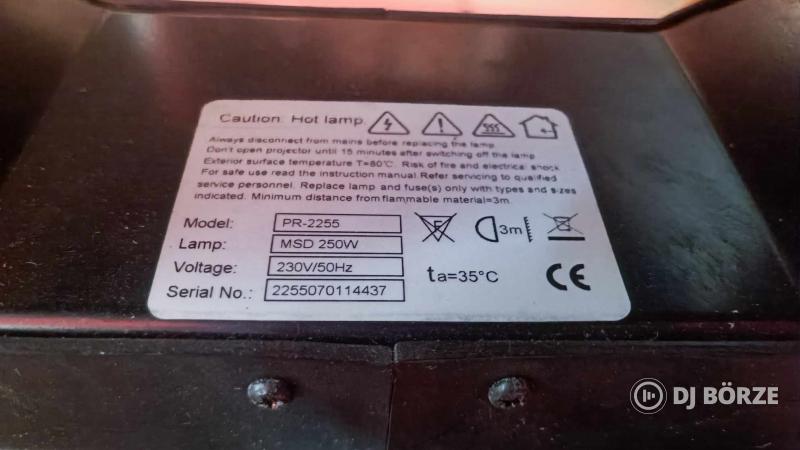 Caution: Hot lamp
Always disconnect from mains before replacing the lamp.
Don't open projector until 15 minutes after switching off the lamp
Exterior surface temperature T=80°C. Risk of fire and electrical shock.
For safe use read the instruction manual. Refer servicing to qualified
service personnel. Replace lamp and fuse(s) only with types and sizes
indicated. Minimum distance from flammable material=3m.
Model: PR-2255
Lamp: MSD 250W
Voltage: 230V/50Hz
Serial No.: 2255070114437
F
3m
ta=35°C
CE
DJ BÖRZE